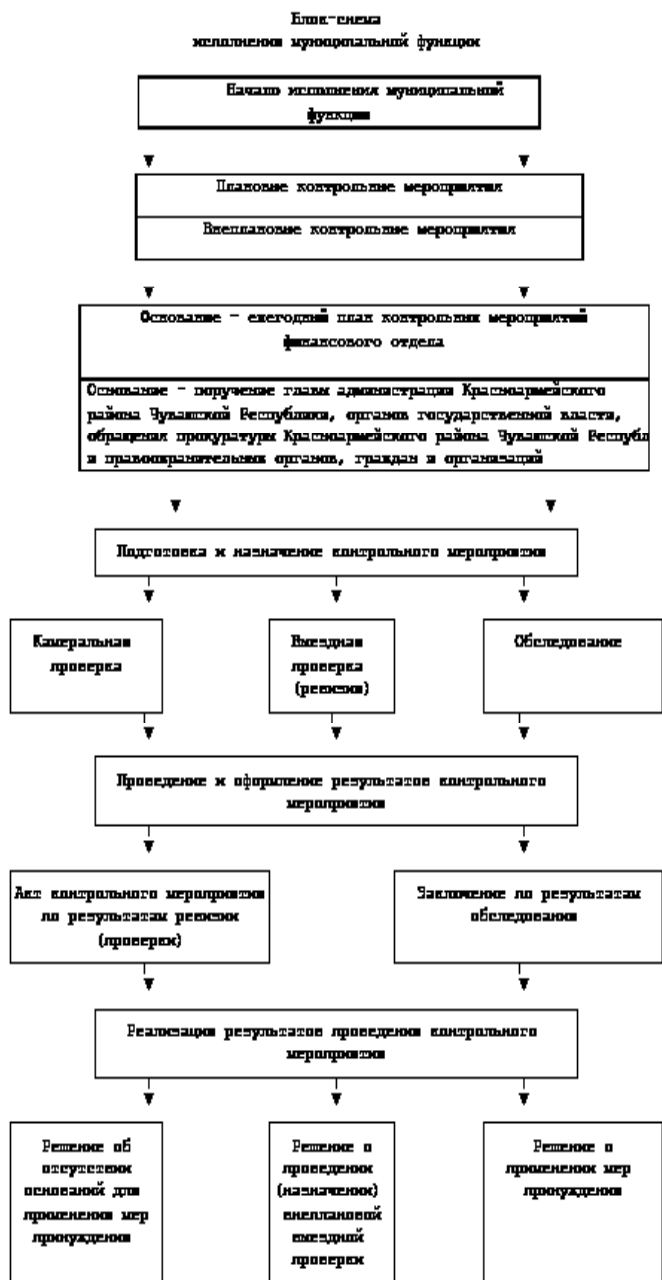 Блок-схема
исполнения муниципальной функции
Начало исполнения муниципальной
функции
Плановые контрольные мероприятия
Внеплановые контрольные мероприятия
Основание - ежегодный план контрольных мероприятий
финансового отдела
Основание - поручение главы администрации Красноармейского
района Чувашской Республики, органов государственной власти,
обращения прокуратуры Красноармейского района Чувашской Республ
и правоохранительных органов, граждан и организаций
Подготовка и назначение контрольного мероприятия
Камеральная
проверка
Выездная
проверка
(ревизия)
Обследование
Проведение и оформление результатов контрольного
мероприятия
Акт контрольного мероприятия
по результатам ревизии
(проверки)
Заключение по результатам
обследования
Реализация результатов проведения контрольного
мероприятия
Решение об
отсутствии
оснований для
применения мер
принуждения
Решение о
проведении
(назначении)
внеплановой
выездной
проверки
Решение о
применении мер
принуждения